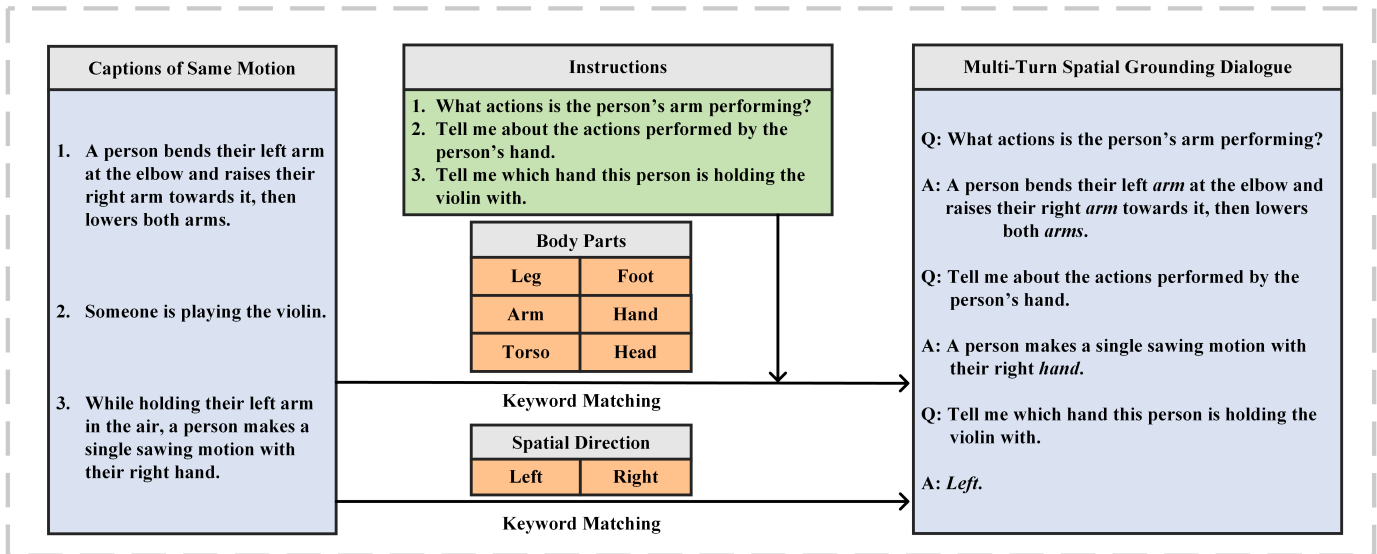 Captions of Same Motion
1. A person bends their left arm
at the elbow and raises their
right arm towards it, then
lowers both arms.
2. Someone is playing the violin.
3. While holding their left arm
in the air, a person makes a
single sawing motion with
their right hand.
Instructions
1. What actions is the person's arm performing?
2. Tell me about the actions performed by the
person's hand.
3. Tell me which hand this person is holding the
violin with.
Body Parts
Leg Foot
Arm Hand
Torso Head
Keyword Matching
Spatial Direction
Left Right
Keyword Matching
Multi-Turn Spatial Grounding Dialogue
Q: What actions is the person's arm performing?
A: A person bends their left arm at the elbow and
raises their right arm towards it, then lowers
both arms.
Q: Tell me about the actions performed by the
person's hand.
A: A person makes a single sawing motion with
their right hand.
Q: Tell me which hand this person is holding the
violin with.
A: Left.